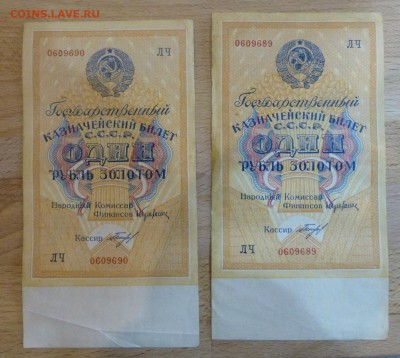 COINS.LAVE.RU
0609690 ЛЧ
Государственный
КАЗНАЧЕЙСКИЙ БИЛЕТ
С.С.С.Р.
ОДИН
РУБЛЬ ЗОЛОТОМ
Народный Комиссар
Финансов
Кассир
ЛЧ 0609690
0609689 ЛЧ
Государственный
КАЗНАЧЕЙСКИЙ БИЛЕТ
С.С.С.Р.
ОДИН
РУБЛЬ ЗОЛОТОМ
Народный Комиссар
Финансов
Кассир
ЛЧ 0609689